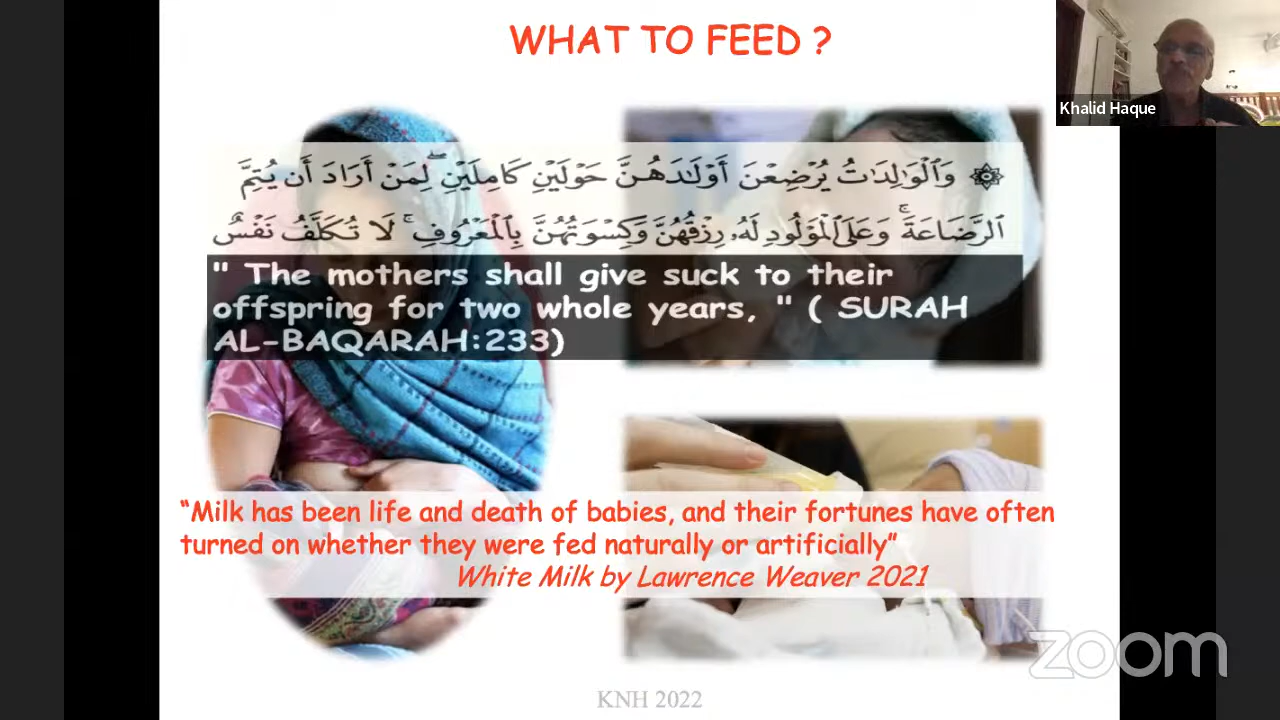 WHAT TO FEED ?
Khalid Haque
۞ وَٱلْوَٰلِدَٰتُ يُرْضِعْنَ أَوْلَـٰدَهُنَّ حَوْلَيْنِ كَامِلَيْنِ ۖ لِمَنْ أَرَادَ أَن يُتِمَّ
ٱلرَّضَاعَةَ ۚ وَعَلَى ٱلْمَوْلُودِ لَهُۥ رِزْقُهُنَّ وَكِسْوَتُهُنَّ بِٱلْمَعْرُوفِ ۚ لَا تُكَلَّفُ نَفْسٌ
" The mothers shall give suck to their
offspring for two whole years, " ( SURAH
AL-BAQARAH:233)
“Milk has been life and death of babies, and their fortunes have often
turned on whether they were fed naturally or artificially”
White Milk by Lawrence Weaver 2021
zoom
KNH 2022